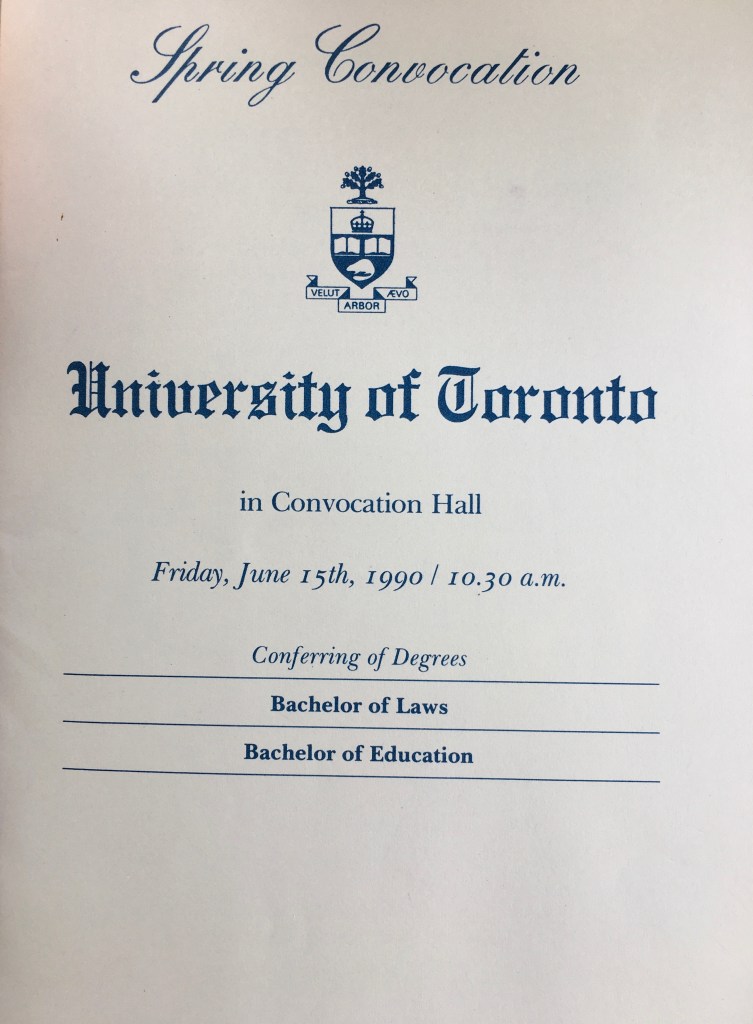 Spring Convocation
VELUT ÆVO
ARBOR
University of Toronto
in Convocation Hall
Friday, June 15th, 1990 / 10.30 a.m.
Conferring of Degrees
Bachelor of Laws
Bachelor of Education